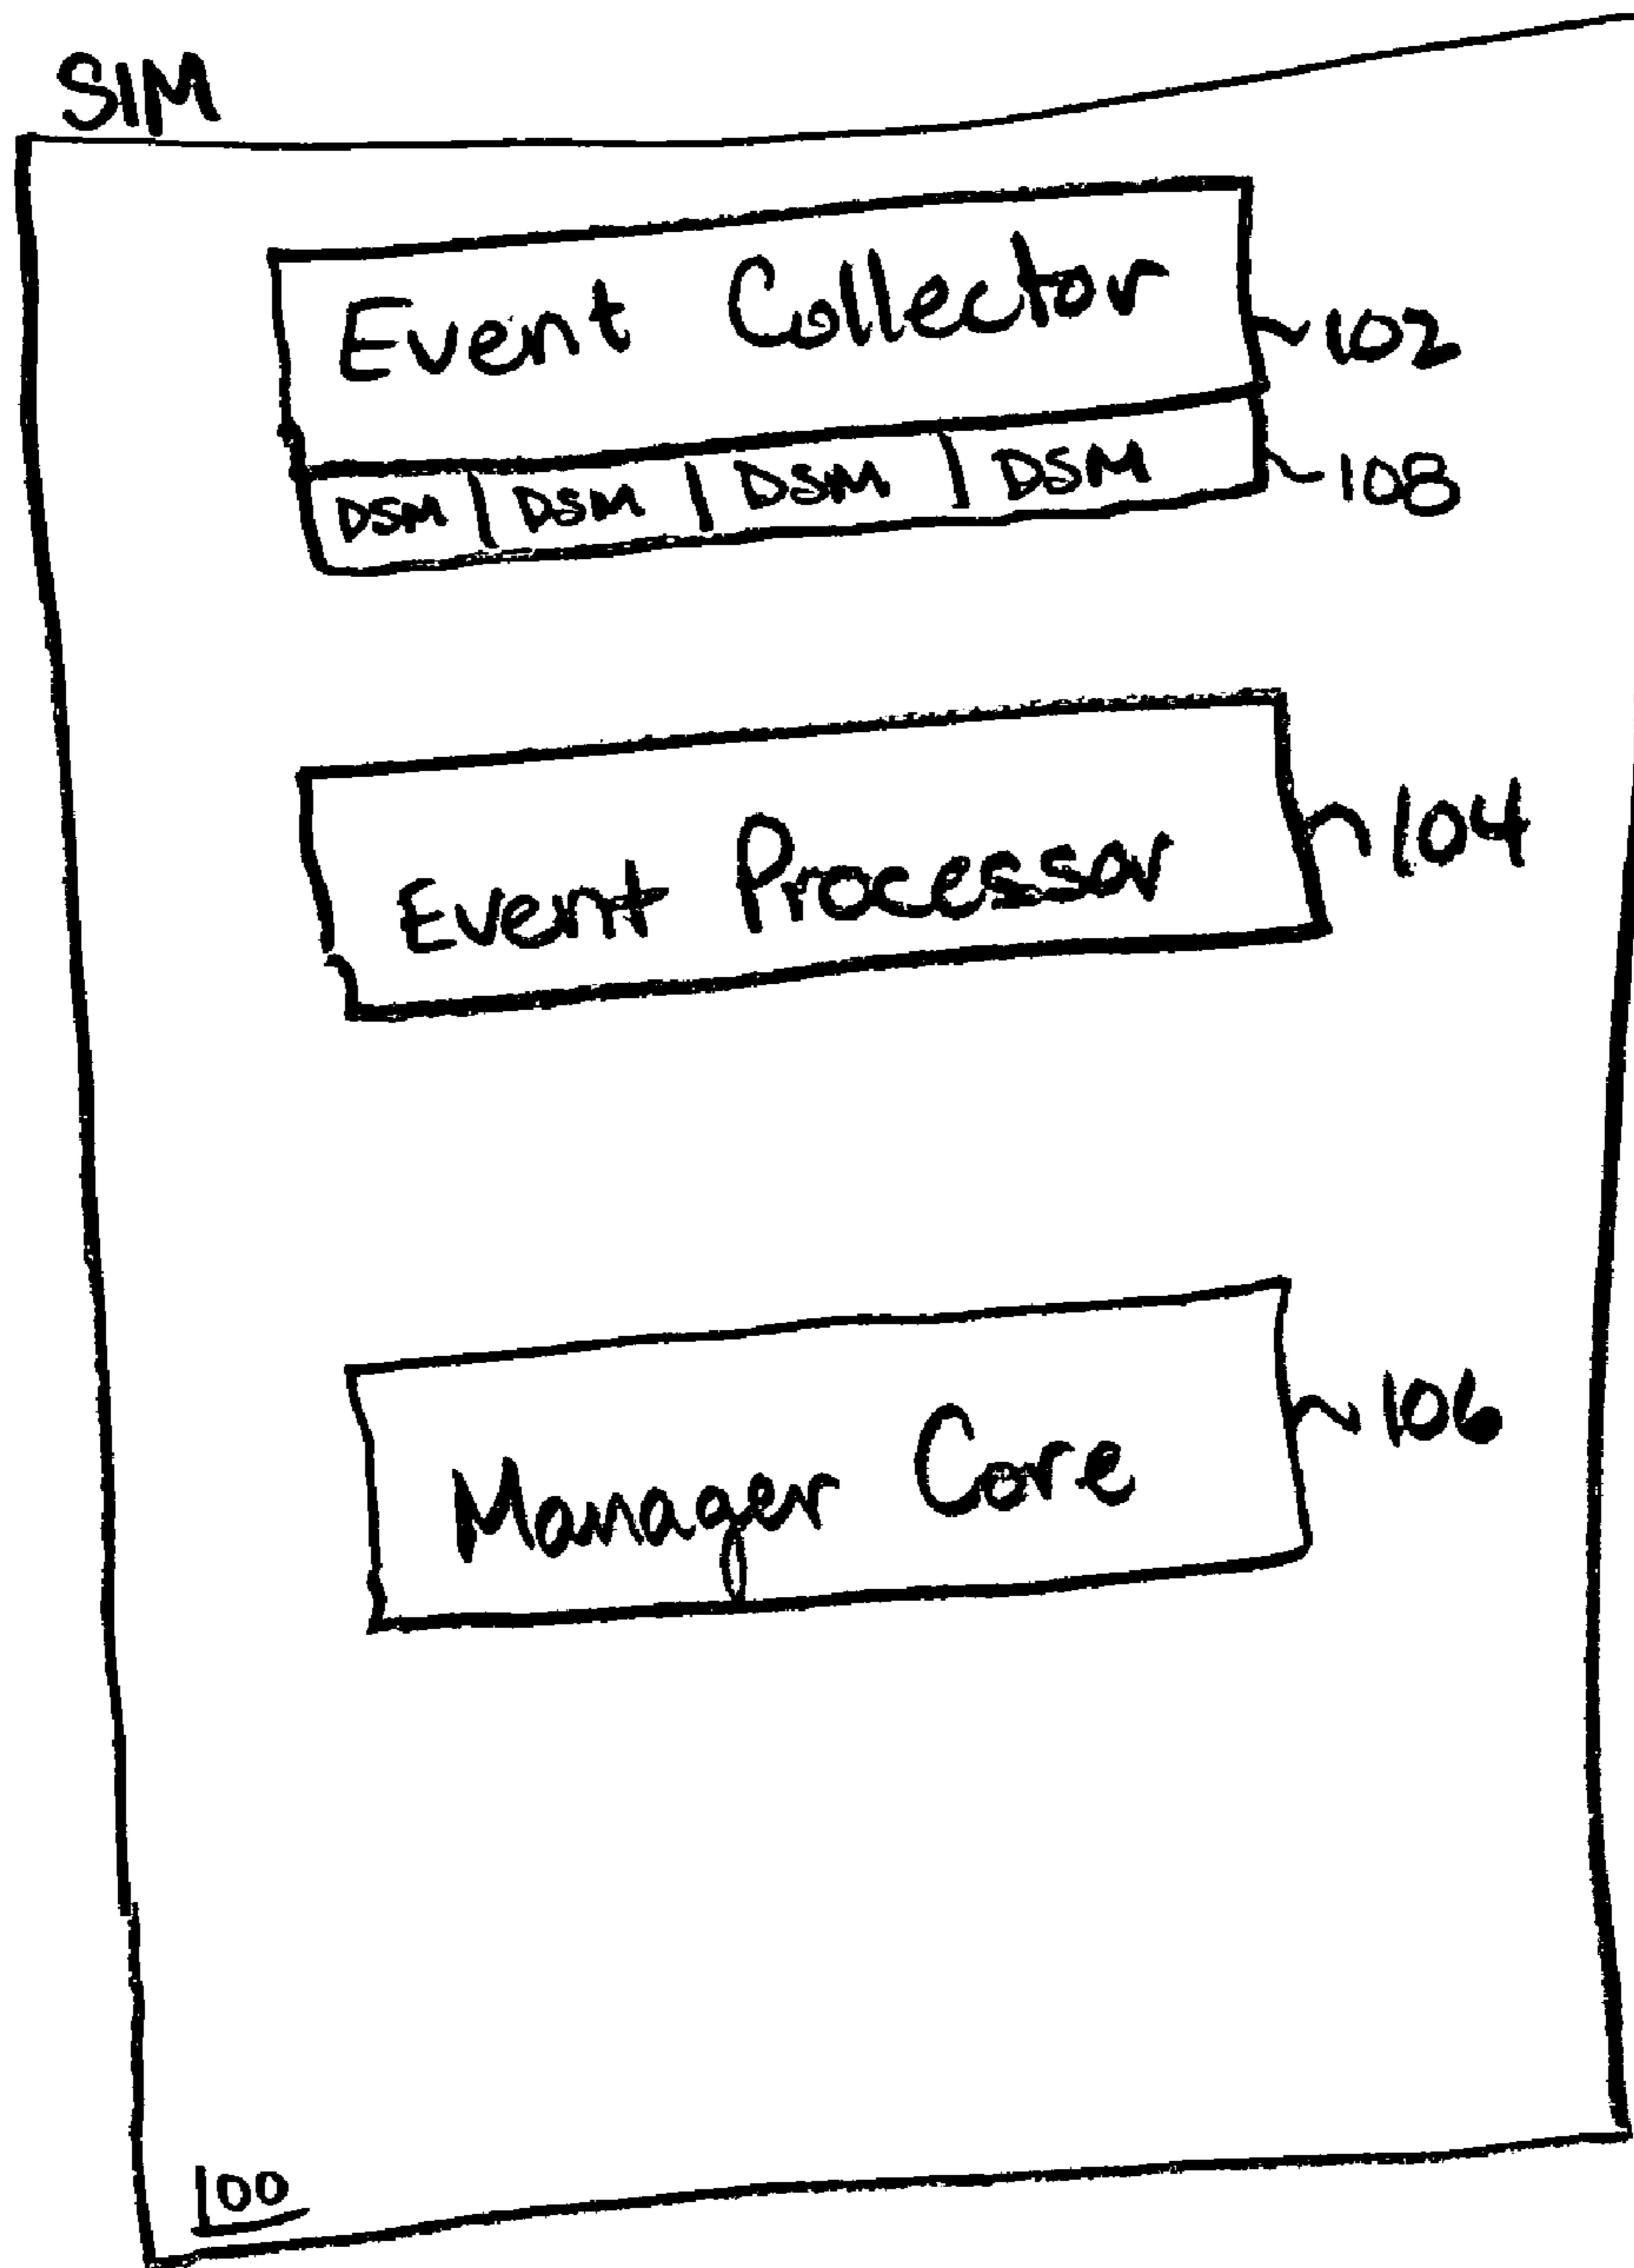 SIM
Event Collector
102
DSM DSM DSM DSM
108
Event Processor
104
Manager Core
106
100